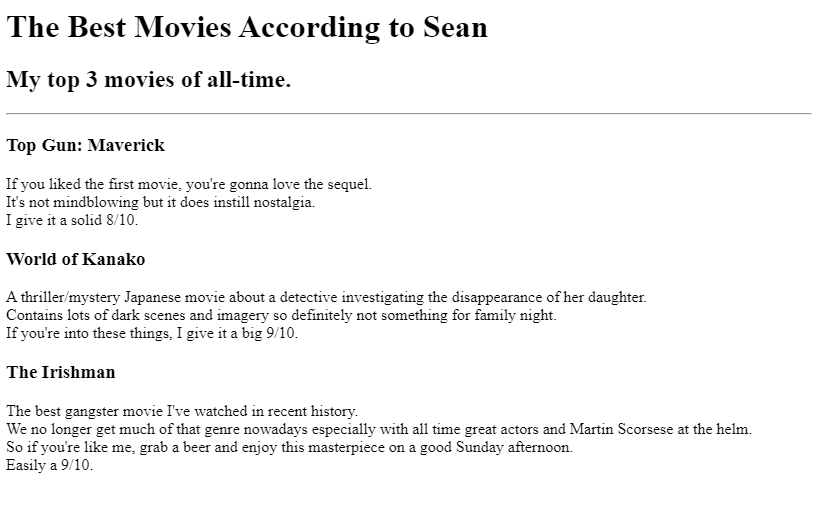 The Best Movies According to Sean
My top 3 movies of all-time.
Top Gun: Maverick
If you liked the first movie, you're gonna love the sequel.
It's not mindblowing but it does instill nostalgia.
I give it a solid 8/10.
World of Kanako
A thriller/mystery Japanese movie about a detective investigating the disappearance of her daughter.
Contains lots of dark scenes and imagery so definitely not something for family night.
If you're into these things, I give it a big 9/10.
The Irishman
The best gangster movie I've watched in recent history.
We no longer get much of that genre nowadays especially with all time great actors and Martin Scorsese at the helm.
So if you're like me, grab a beer and enjoy this masterpiece on a good Sunday afternoon.
Easily a 9/10.